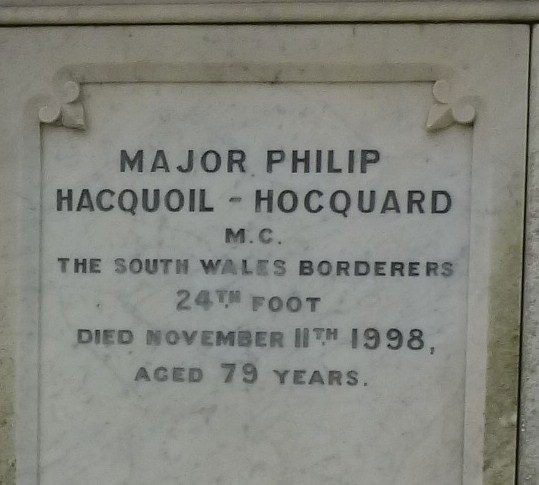 MAJOR PHILIP
HACQUOIL - HOCQUARD
M.C.
THE SOUTH WALES BORDERERS
24TH FOOT
DIED NOVEMBER 11TH 1998,
AGED 79 YEARS.